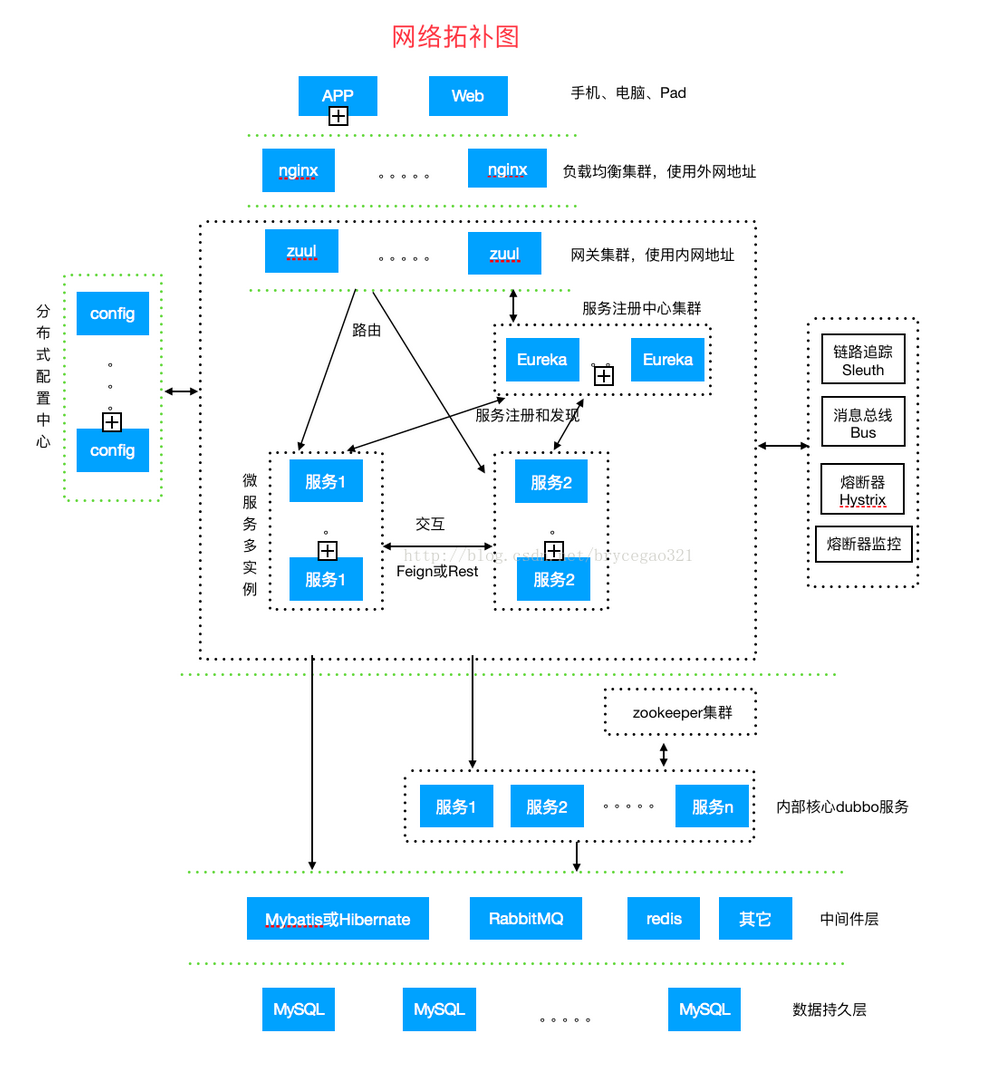 网络拓补图
APP
Web
手机、电脑、Pad
nginx
nginx
负载均衡集群，使用外网地址
zuul
zuul
网关集群，使用内网地址
分布式配置中心
config
config
路由
服务注册中心集群
Eureka
Eureka
服务注册和发现
链路追踪
Sleuth
消息总线
Bus
熔断器
Hystrix
熔断器监控
微服务多实例
服务1
服务2
交互
http://blog.csdn.net/brycegao321
Feign或Rest
服务1
服务2
zookeeper集群
服务1
服务2
服务n
内部核心dubbo服务
Mybatis或Hibernate
RabbitMQ
redis
其它
中间件层
MySQL
MySQL
MySQL
数据持久层